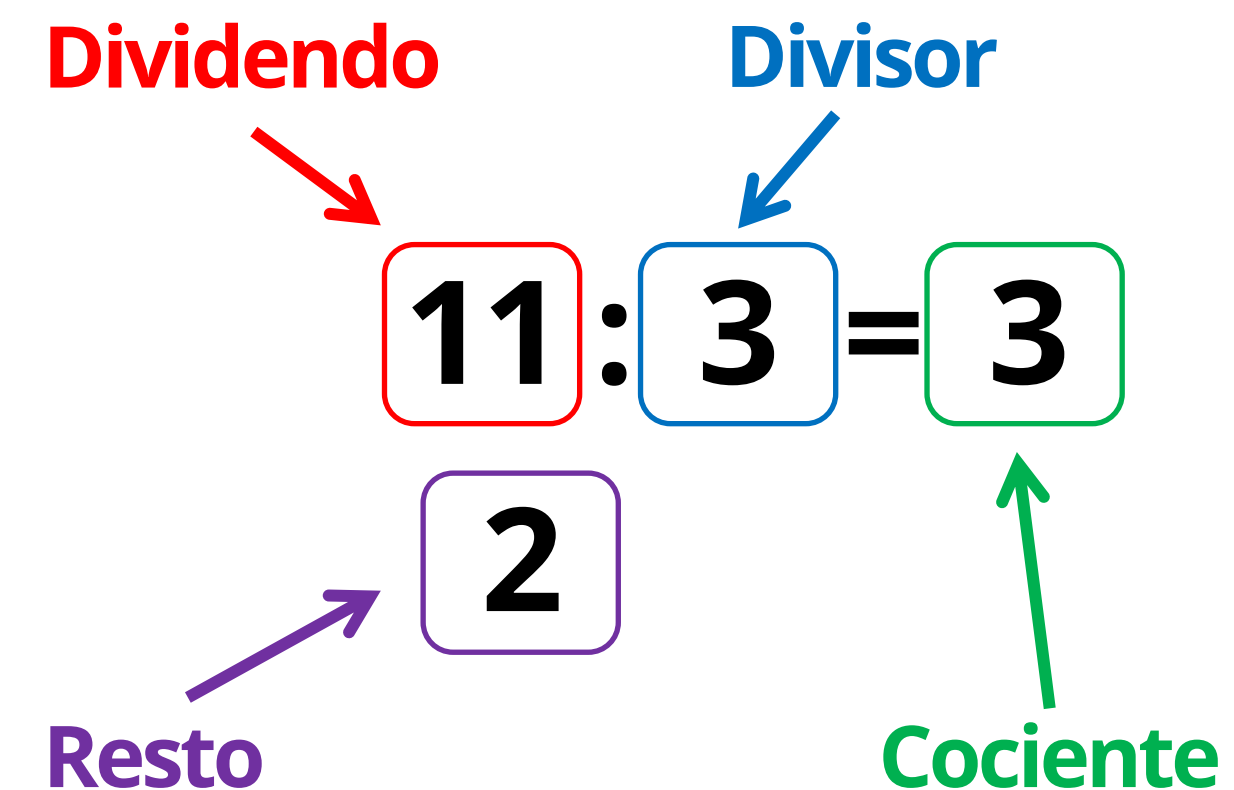 Dividendo Divisor
11 : 3 = 3
2
Resto Cociente